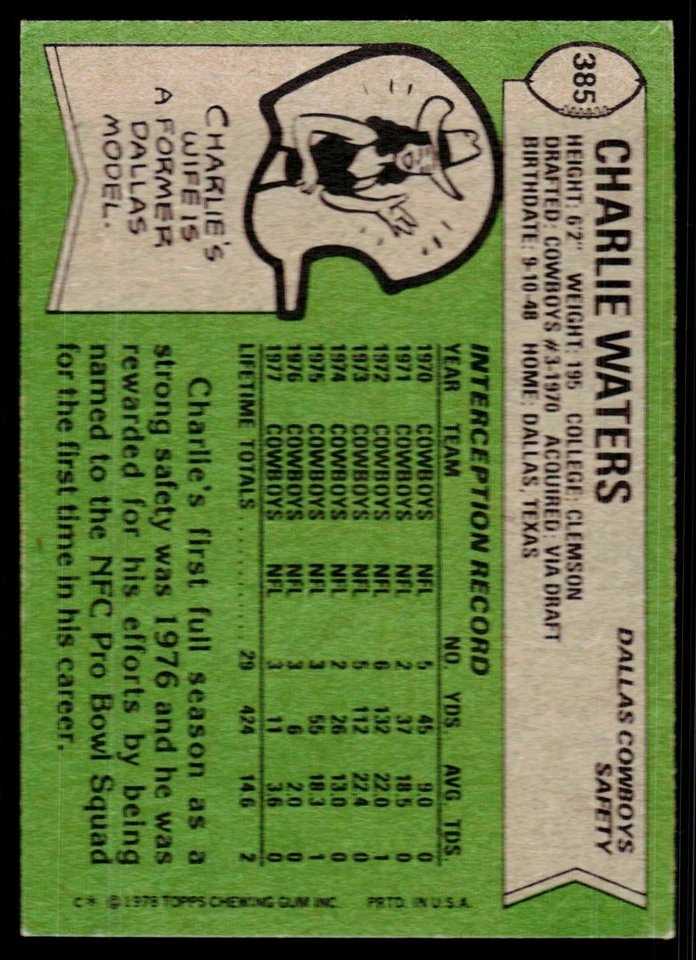 385
CHARLIE WATERS
DALLAS COWBOYS
SAFETY
HEIGHT: 6'2" WEIGHT: 195 COLLEGE: CLEMSON
DRAFTED: COWBOYS #3-1970 ACQUIRED: VIA DRAFT
BIRTHDATE: 9-10-48 HOME: DALLAS, TEXAS
CHARLIE'S
WIFE IS
A FORMER
DALLAS
MODEL.
INTERCEPTION RECORD
YEAR TEAM NO. YDS AVG. TDS
1970 COWBOYS NFL 5 45 9.0 0
1971 COWBOYS NFL 2 37 18.5 0
1972 COWBOYS NFL 6 132 22.0 1
1973 COWBOYS NFL 5 112 22.4 0
1974 COWBOYS NFL 2 26 13.0 0
1975 COWBOYS NFL 3 55 18.3 1
1976 COWBOYS NFL 3 6 2.0 0
1977 COWBOYS NFL 3 11 3.6 0
LIFETIME TOTALS ........ 29 424 14.6 2
Charlie's first full season as a
strong safety was 1976 and he was
rewarded for his efforts by being
named to the NFC Pro Bowl Squad
for the first time in his career.
C* © 1978 TOPPS CHEWING GUM INC. PRTD. IN U.S.A.